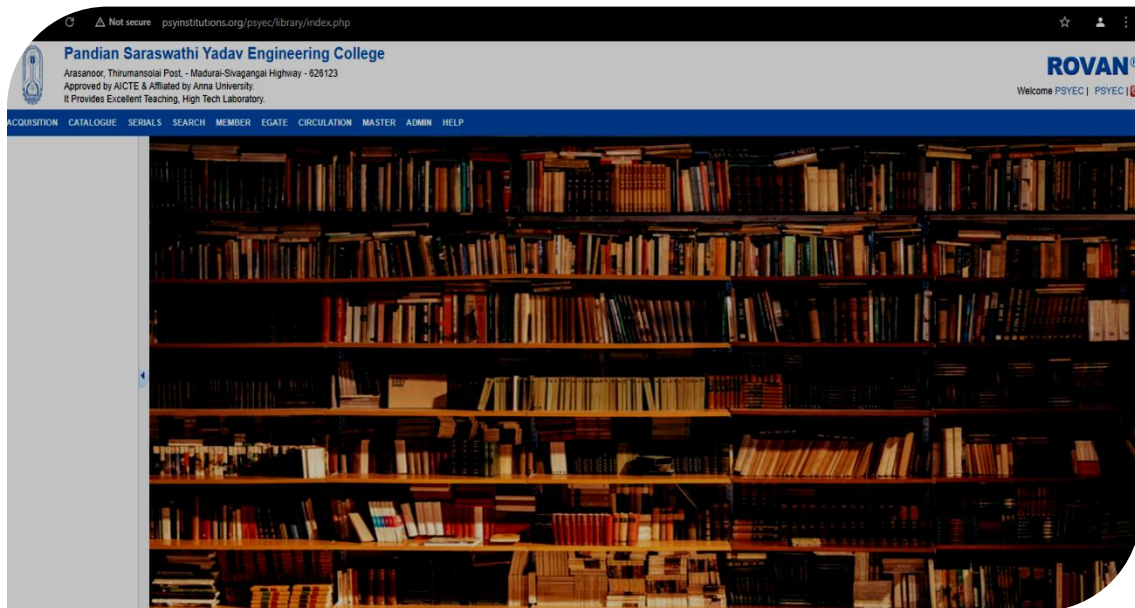 Not secure psyinstitutions.org/psyec/library/index.php
Pandian Saraswathi Yadav Engineering College
Arasanoor, Thirumansolai Post, - Madurai-Sivagangai Highway - 626123
Approved by AICTE & Affliated by Anna University.
It Provides Excellent Teaching, High Tech Laboratory.
ROVAN®
Welcome PSYEC | PSYEC |
ACQUISITION CATALOGUE SERIALS SEARCH MEMBER EGATE CIRCULATION MASTER ADMIN HELP